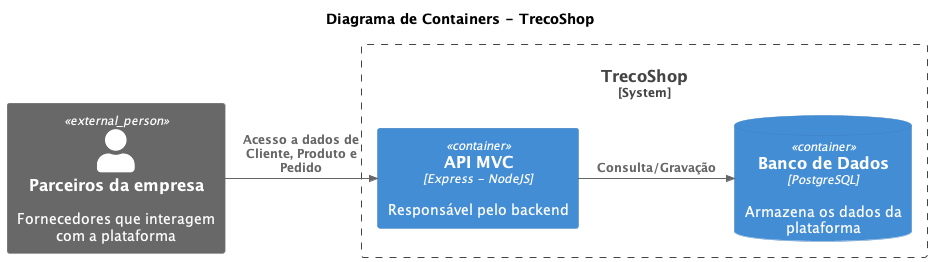 Diagrama de Containers - TrecoShop
TrecoShop
[System]
«external_person»
Parceiros da empresa
Fornecedores que interagem
com a plataforma
Acesso a dados de
Cliente, Produto e
Pedido
«container»
API MVC
[Express - NodeJS]
Responsável pelo backend
Consulta/Gravação
«container»
Banco de Dados
[PostgreSQL]
Armazena os dados da
plataforma